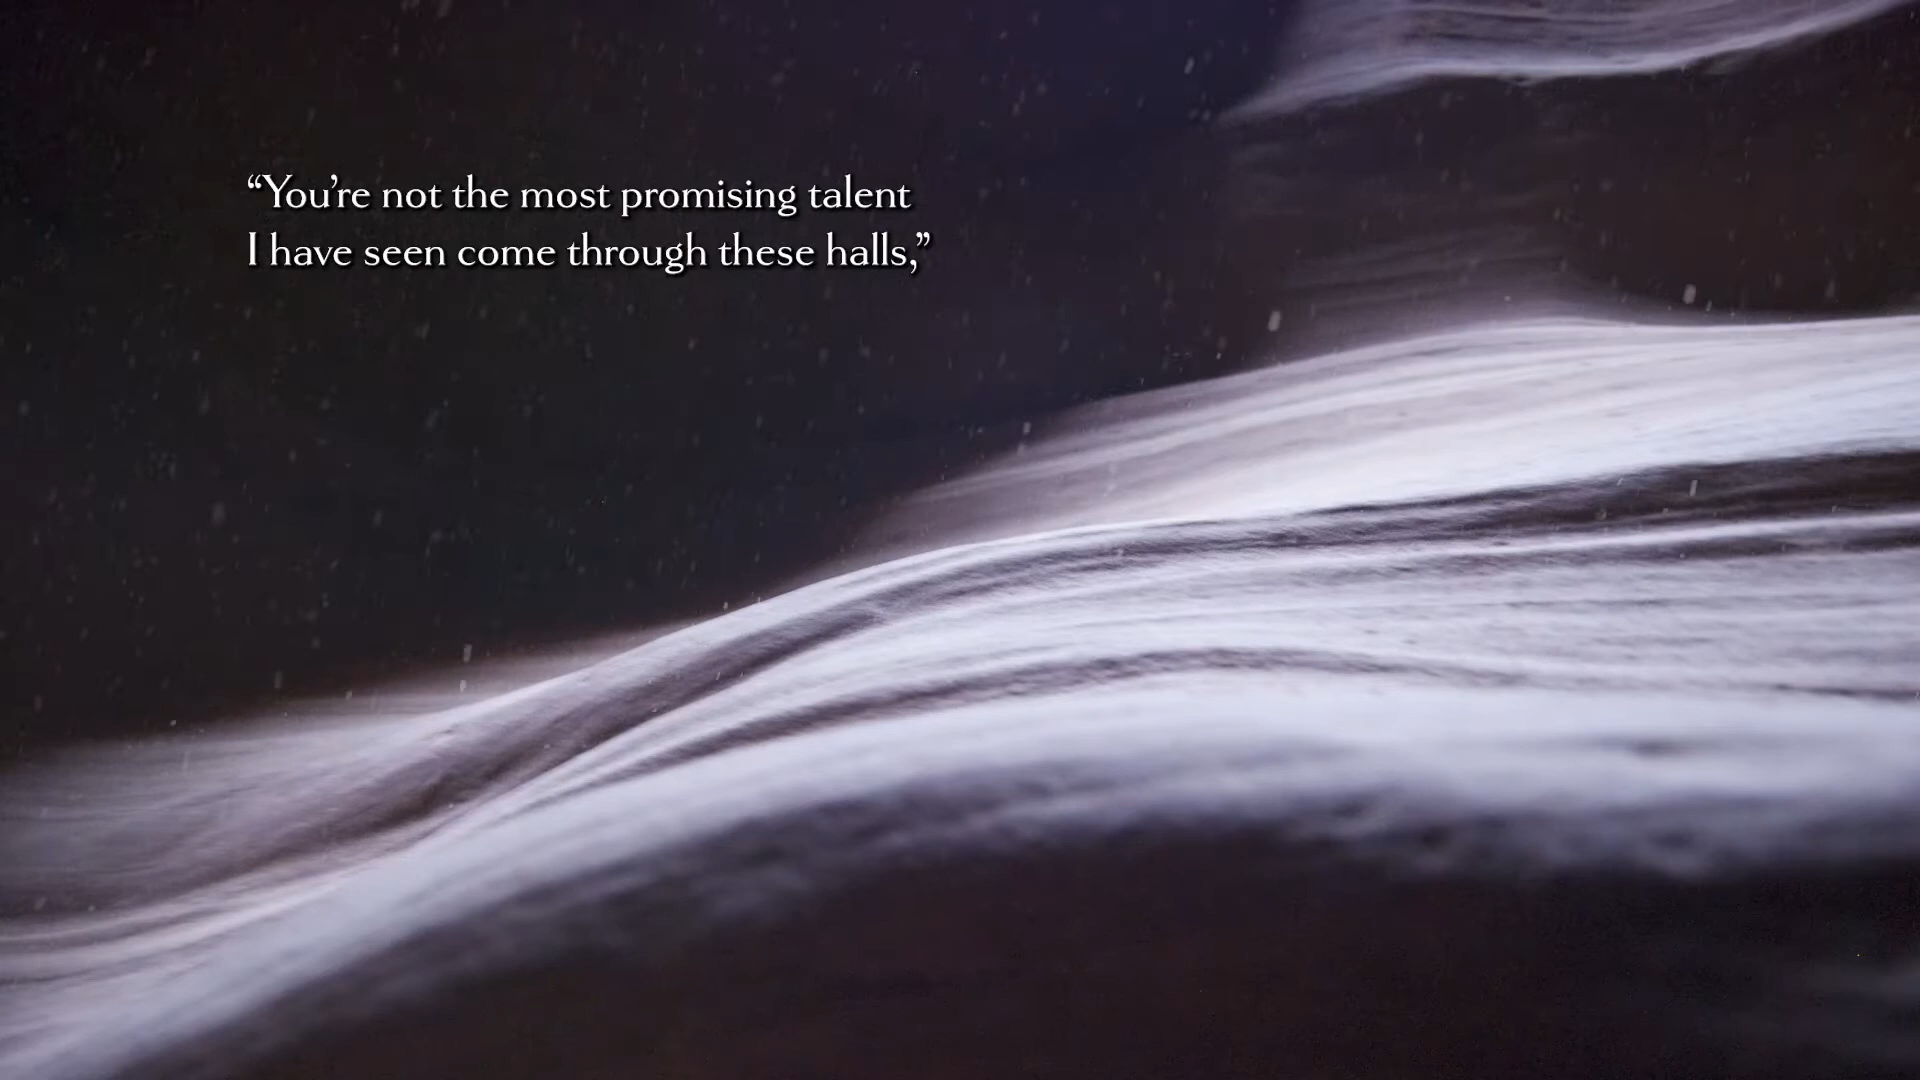 “You’re not the most promising talent
I have seen come through these halls,”